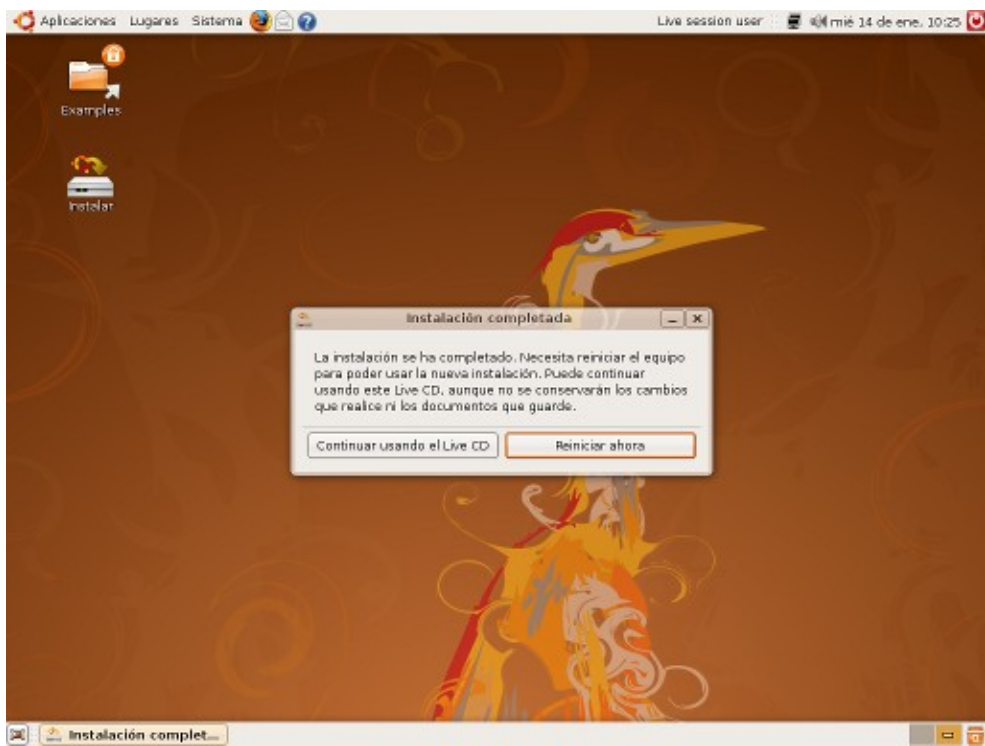 Aplicaciones Lugares Sistema
Live session user
mié 14 de ene, 10:25
Examples
Instalar
Instalación completada
La instalación se ha completado. Necesita reiniciar el equipo
para poder usar la nueva instalación. Puede continuar
usando este Live CD, aunque no se conservarán los cambios
que realice ni los documentos que guarde.
Continuar usando el Live CD
Reiniciar ahora
Instalación complet...